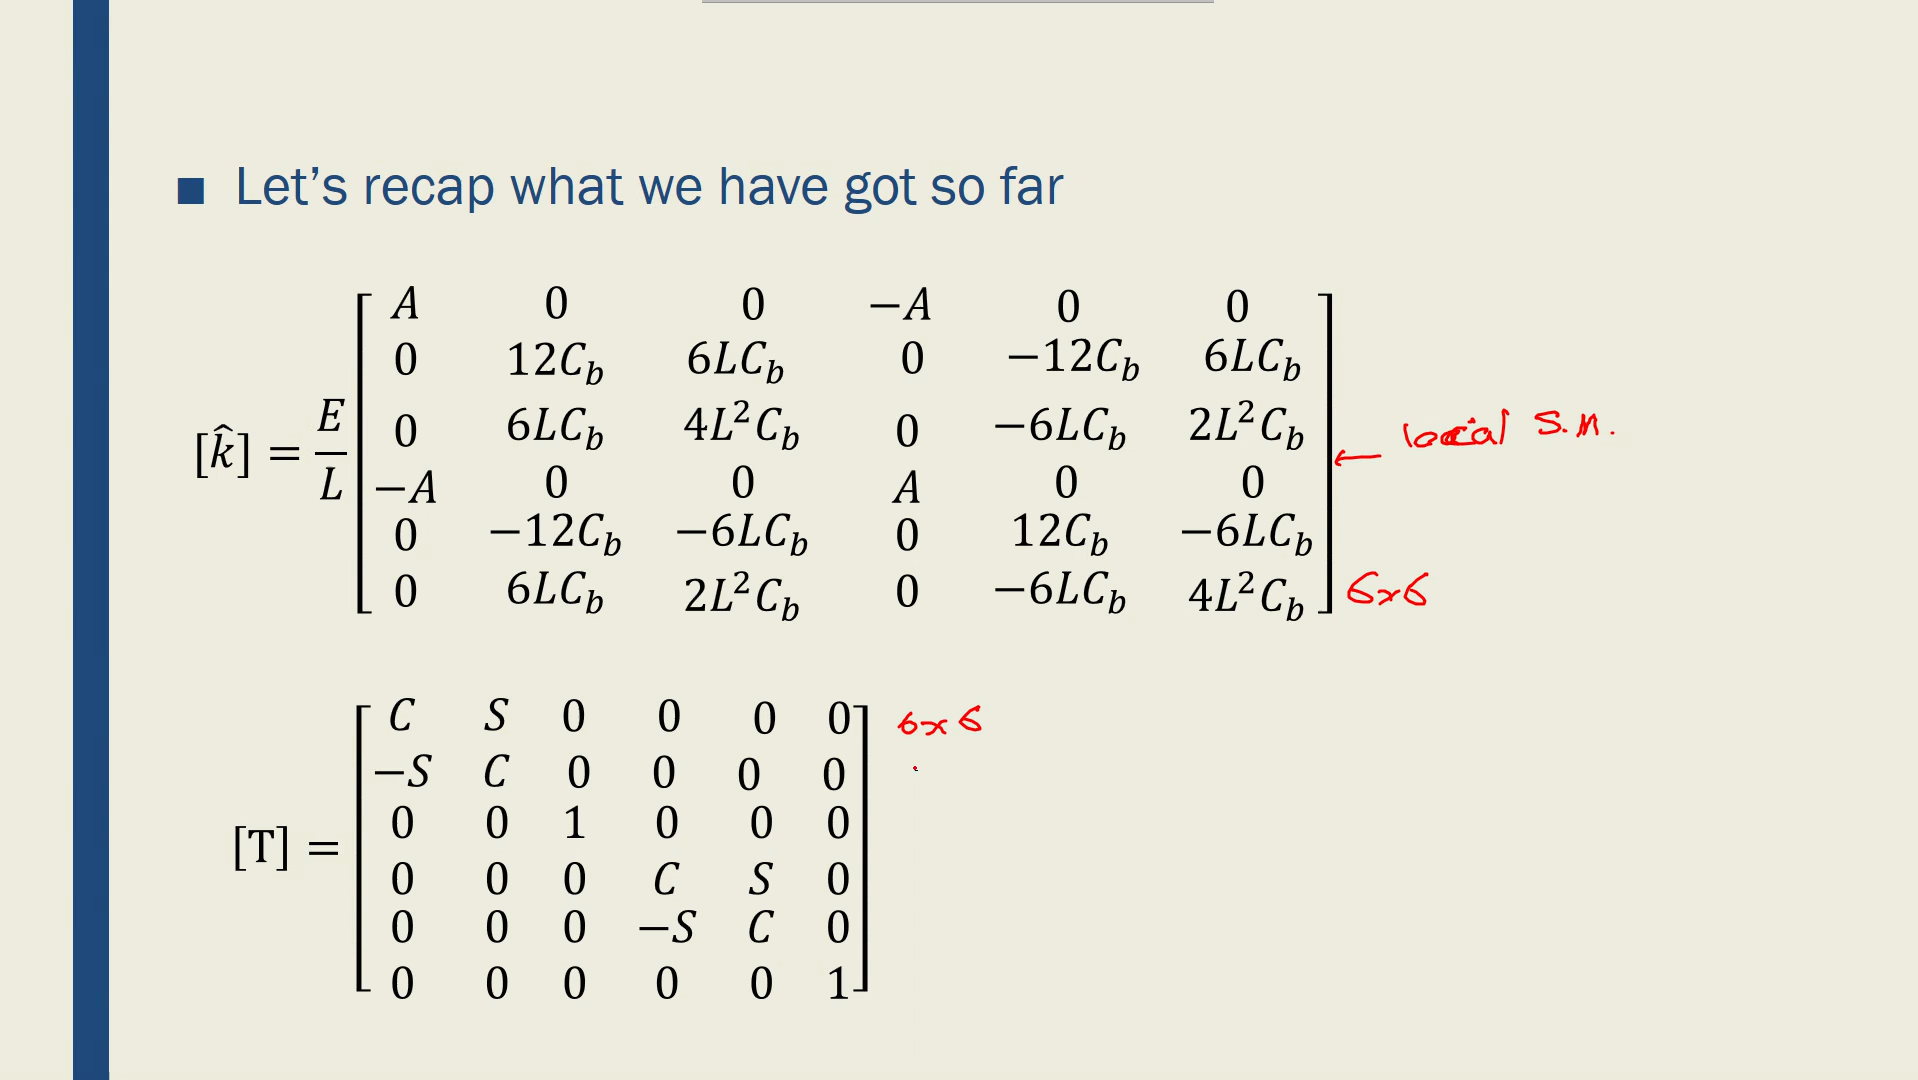 ■ Let's recap what we have got so far
A 0 0 −A 0 0
0 12C_b 6LC_b 0 −12C_b 6LC_b
[k̂] = E/L 0 6LC_b 4L²C_b 0 −6LC_b 2L²C_b ← local S.M.
−A 0 0 A 0 0
0 −12C_b −6LC_b 0 12C_b −6LC_b
0 6LC_b 2L²C_b 0 −6LC_b 4L²C_b 6x6
C S 0 0 0 0 6x6
−S C 0 0 0 0
[T] = 0 0 1 0 0 0
0 0 0 C S 0
0 0 0 −S C 0
0 0 0 0 0 1